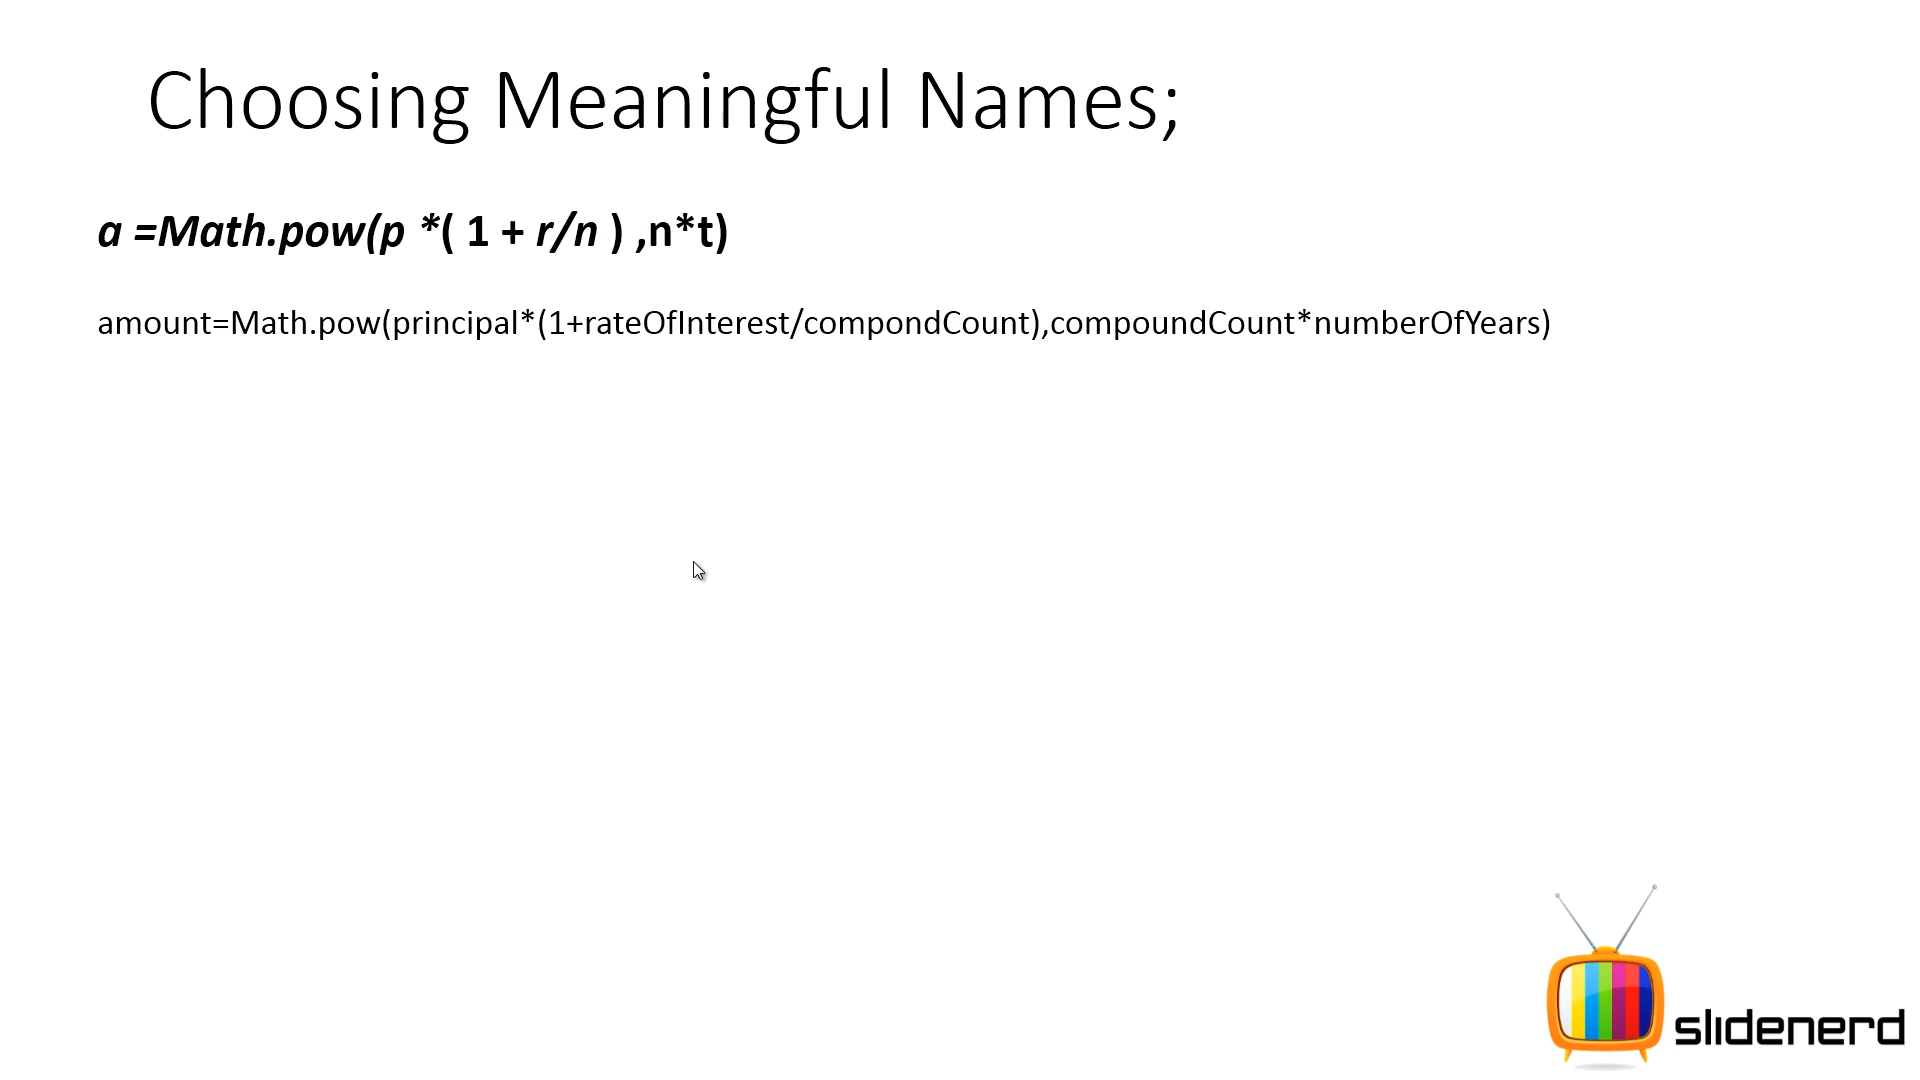 Choosing Meaningful Names;
a =Math.pow(p *( 1 + r/n ) ,n*t)
amount=Math.pow(principal*(1+rateOfInterest/compondCount),compoundCount*numberOfYears)
slidenerd